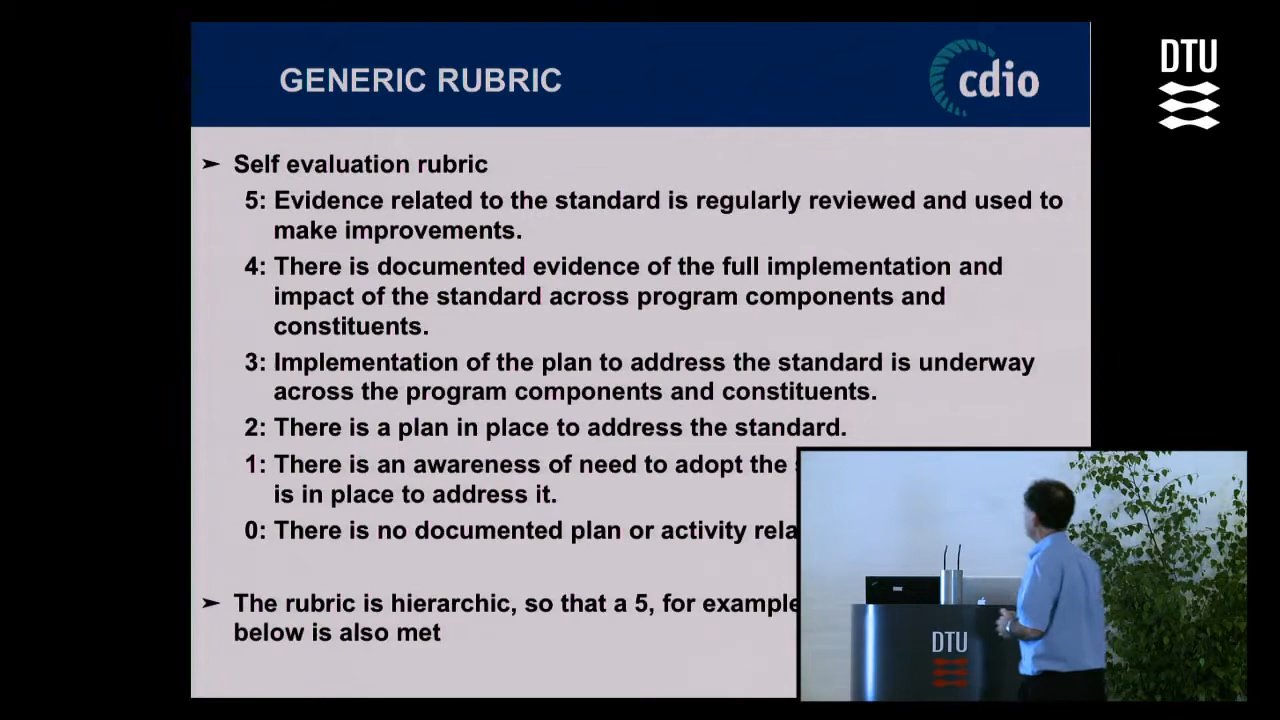 GENERIC RUBRIC
cdio
DTU
➤ Self evaluation rubric
5: Evidence related to the standard is regularly reviewed and used to
make improvements.
4: There is documented evidence of the full implementation and
impact of the standard across program components and
constituents.
3: Implementation of the plan to address the standard is underway
across the program components and constituents.
2: There is a plan in place to address the standard.
1: There is an awareness of need to adopt the
is in place to address it.
0: There is no documented plan or activity
➤ The rubric is hierarchic, so that a 5, for example
below is also met
DTU